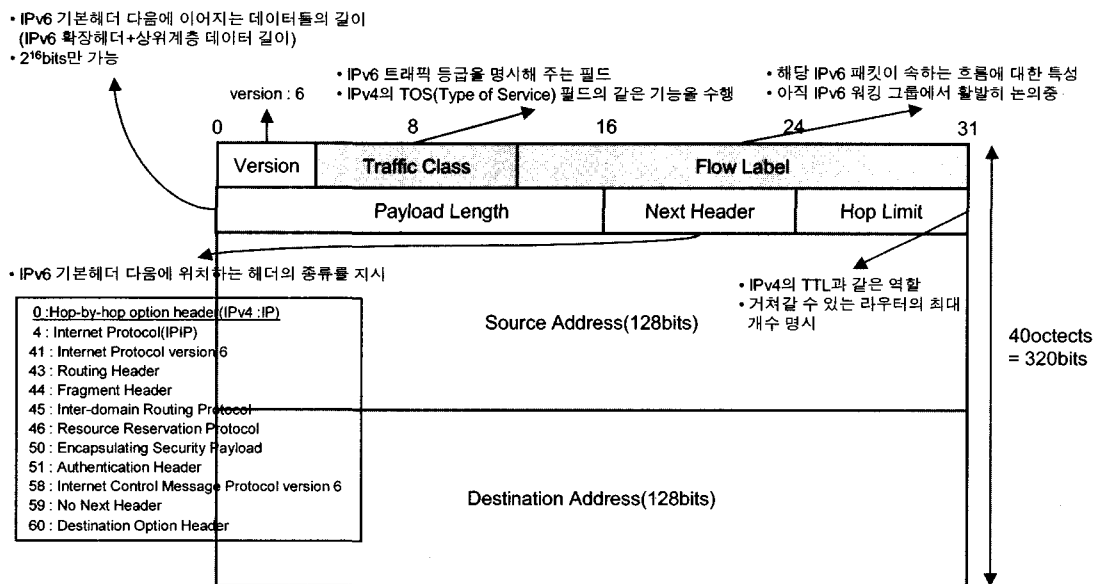 • IPv6 기본헤더 다음에 이어지는 데이터들의 길이
(IPv6 확장헤더+상위계층 데이터 길이)
• 2¹⁶bits만 가능
• IPv6 트래픽 등급을 명시해 주는 필드
• IPv4의 TOS(Type of Service) 필드의 같은 기능을 수행
• 해당 IPv6 패킷이 속하는 흐름에 대한 특성
• 아직 IPv6 워킹 그룹에서 활발히 논의중
version : 6
0 8 16 24 31
Version Traffic Class Flow Label
Payload Length Next Header Hop Limit
• IPv6 기본헤더 다음에 위치하는 헤더의 종류를 지시
0 :Hop-by-hop option header(IPv4 :IP)
4 : Internet Protocol(IPiP)
41 : Internet Protocol version 6
43 : Routing Header
44 : Fragment Header
45 : Inter-domain Routing Protocol
46 : Resource Reservation Protocol
50 : Encapsulating Security Payload
51 : Authentication Header
58 : Internet Control Message Protocol version 6
59 : No Next Header
60 : Destination Option Header
• IPv4의 TTL과 같은 역할
• 거쳐갈 수 있는 라우터의 최대
개수 명시
Source Address(128bits)
40octects
= 320bits
Destination Address(128bits)